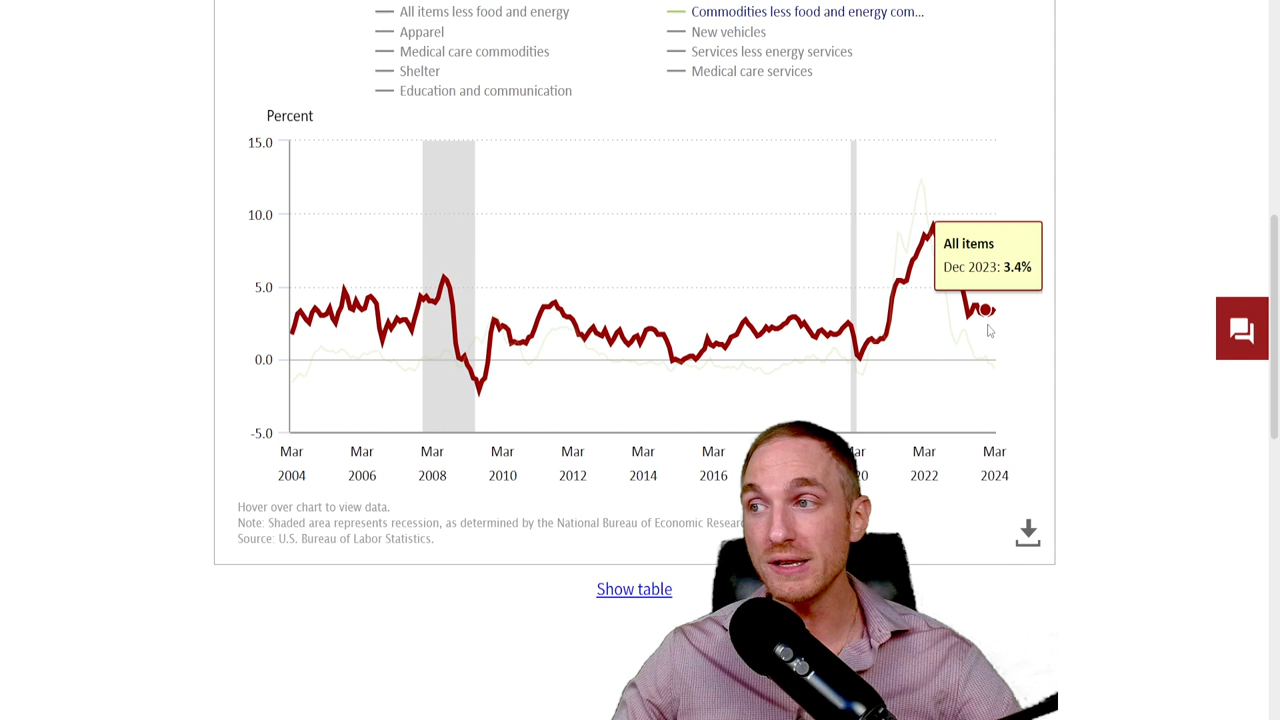 All items less food and energy
Commodities less food and energy com...
Apparel
New vehicles
Medical care commodities
Services less energy services
Shelter
Medical care services
Education and communication
Percent
15.0
10.0
5.0
0.0
-5.0
All items
Dec 2023: 3.4%
Mar Mar Mar Mar Mar Mar Mar Mar Mar
2004 2006 2008 2010 2012 2014 2016 2022 2024
Hover over chart to view data.
Note: Shaded area represents recession, as determined by the National Bureau of Economic
Source: U.S. Bureau of Labor Statistics.
Show table